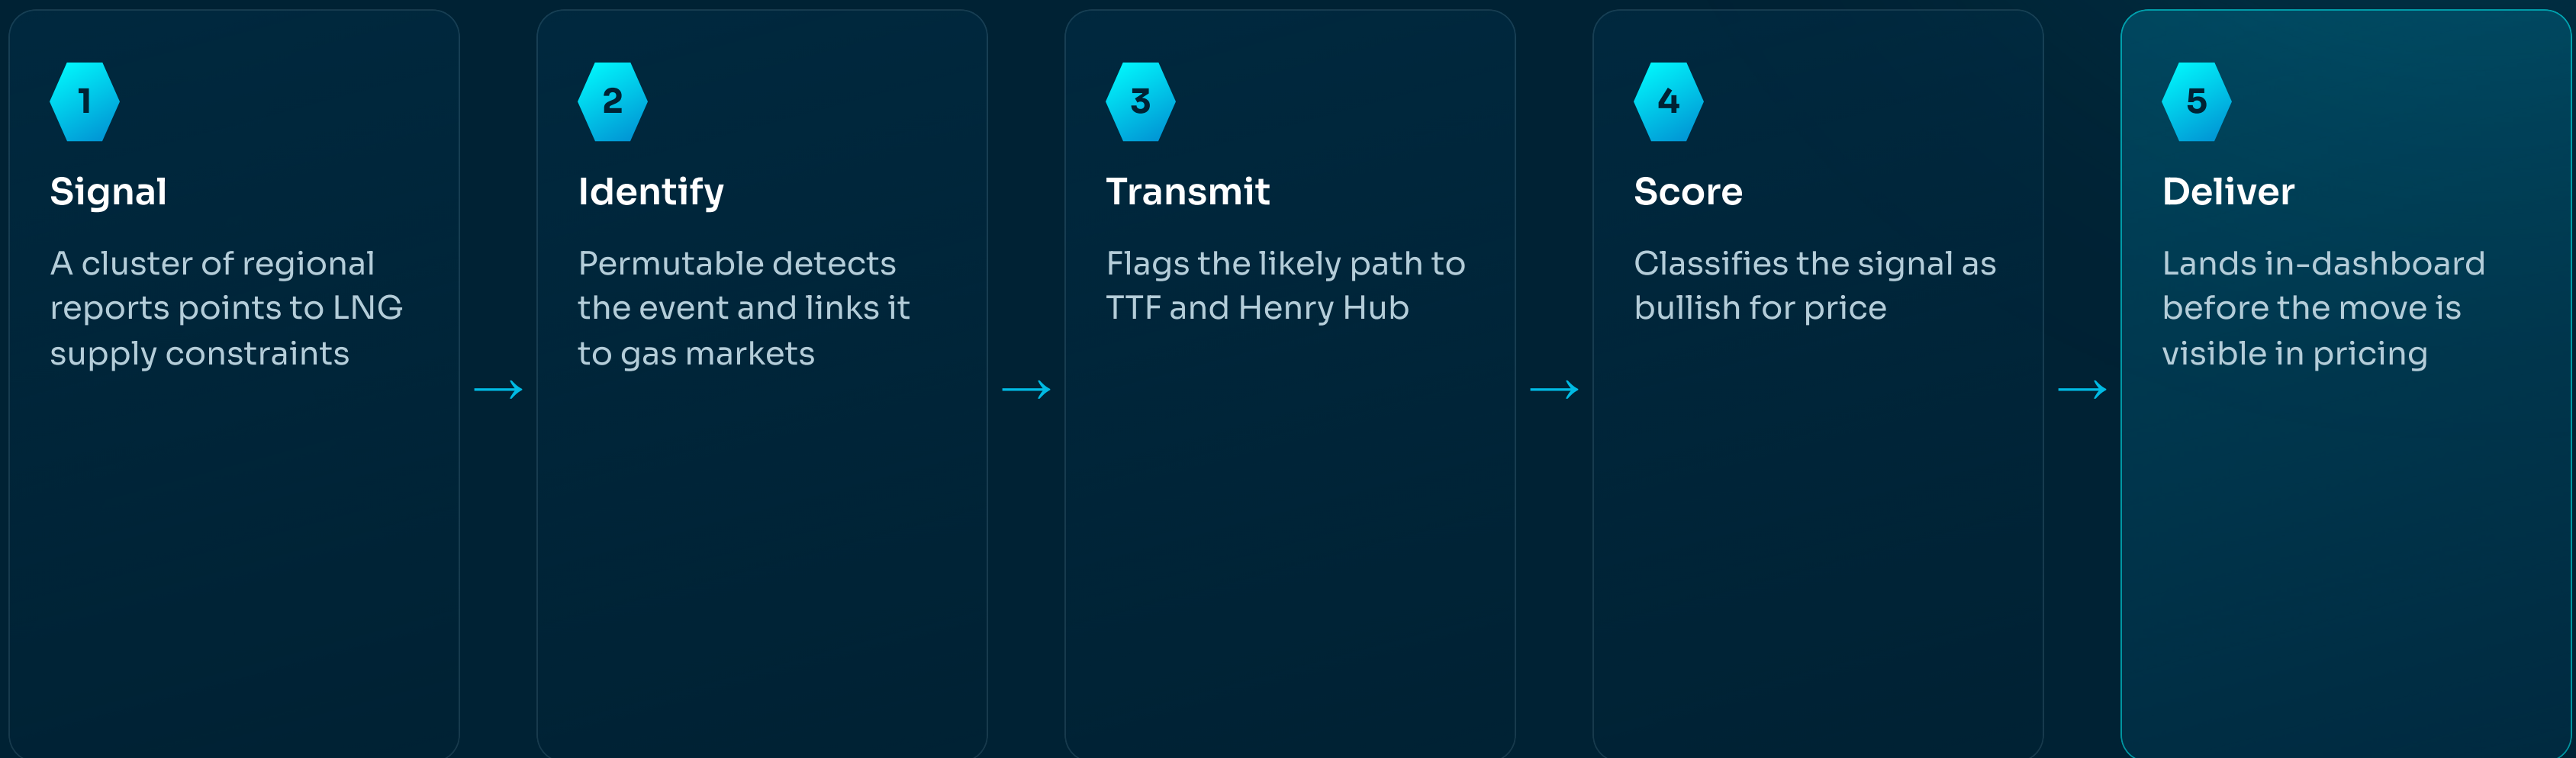 1
Signal
A cluster of regional
reports points to LNG
supply constraints
→
2
Identify
Permutable detects
the event and links it
to gas markets
→
3
Transmit
Flags the likely path to
TTF and Henry Hub
→
4
Score
Classifies the signal as
bullish for price
→
5
Deliver
Lands in-dashboard
before the move is
visible in pricing